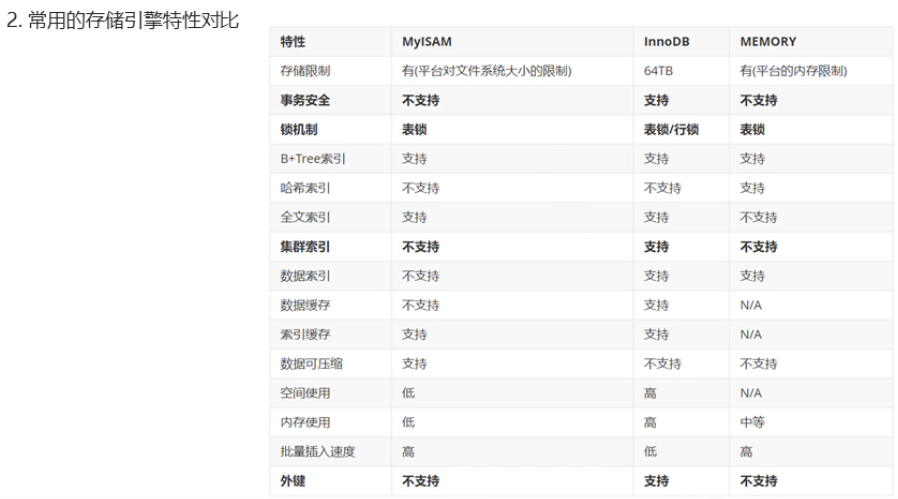 2. 常用的存储引擎特性对比
特性 MyISAM InnoDB MEMORY
存储限制 有(平台对文件系统大小的限制) 64TB 有(平台的内存限制)
事务安全 不支持 支持 不支持
锁机制 表锁 表锁/行锁 表锁
B+Tree索引 支持 支持 支持
哈希索引 不支持 不支持 支持
全文索引 支持 支持 不支持
集群索引 不支持 支持 不支持
数据索引 不支持 支持 支持
数据缓存 不支持 支持 N/A
索引缓存 支持 支持 N/A
数据可压缩 支持 不支持 不支持
空间使用 低 高 N/A
内存使用 低 高 中等
批量插入速度 高 低 高
外键 不支持 支持 不支持